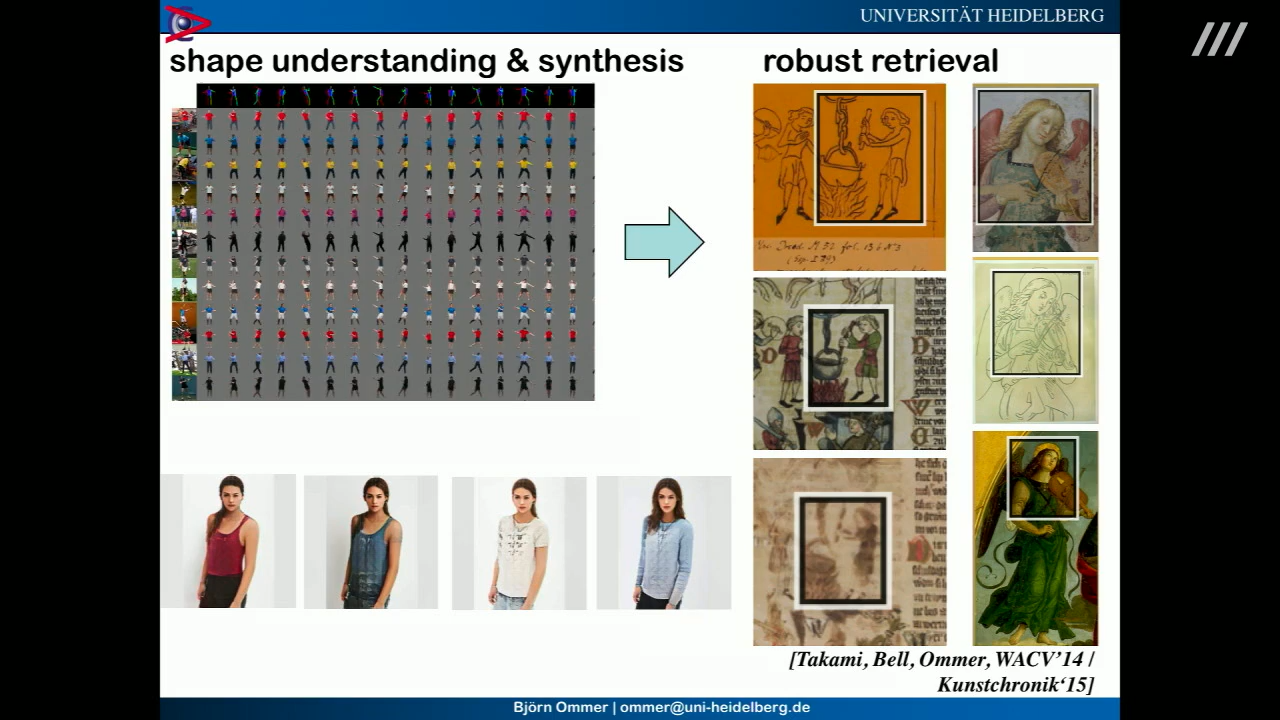 UNIVERSITÄT HEIDELBERG
shape understanding & synthesis
robust retrieval
[Takami, Bell, Ommer, WACV’14 /
Kunstchronik‘15]
Björn Ommer | ommer@uni-heidelberg.de